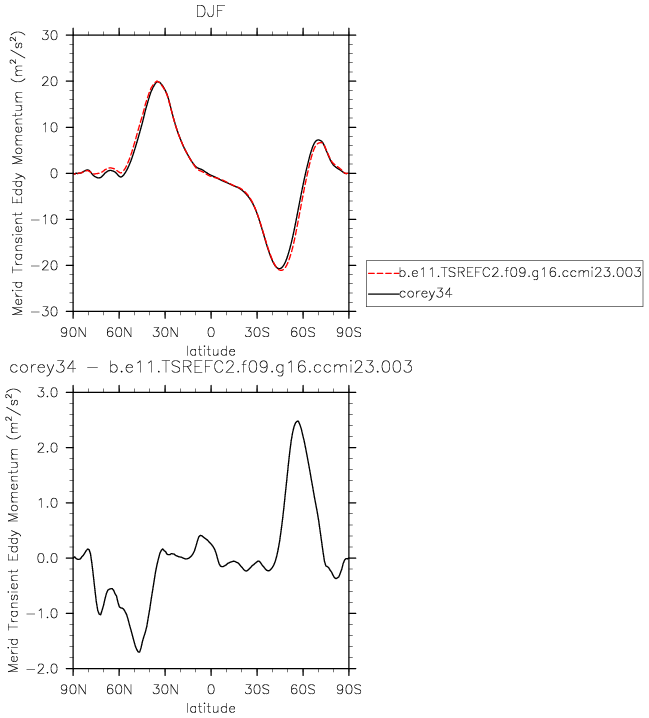 DJF
Merid Transient Eddy Momentum (m²/s²)
30
20
10
0
−10
−20
−30
90N 60N 30N 0 30S 60S 90S
latitude
b.e11.TSREFC2.f09.g16.ccmi23.003
corey34
corey34 − b.e11.TSREFC2.f09.g16.ccmi23.003
Merid Transient Eddy Momentum (m²/s²)
3.0
2.0
1.0
0.0
−1.0
−2.0
90N 60N 30N 0 30S 60S 90S
latitude